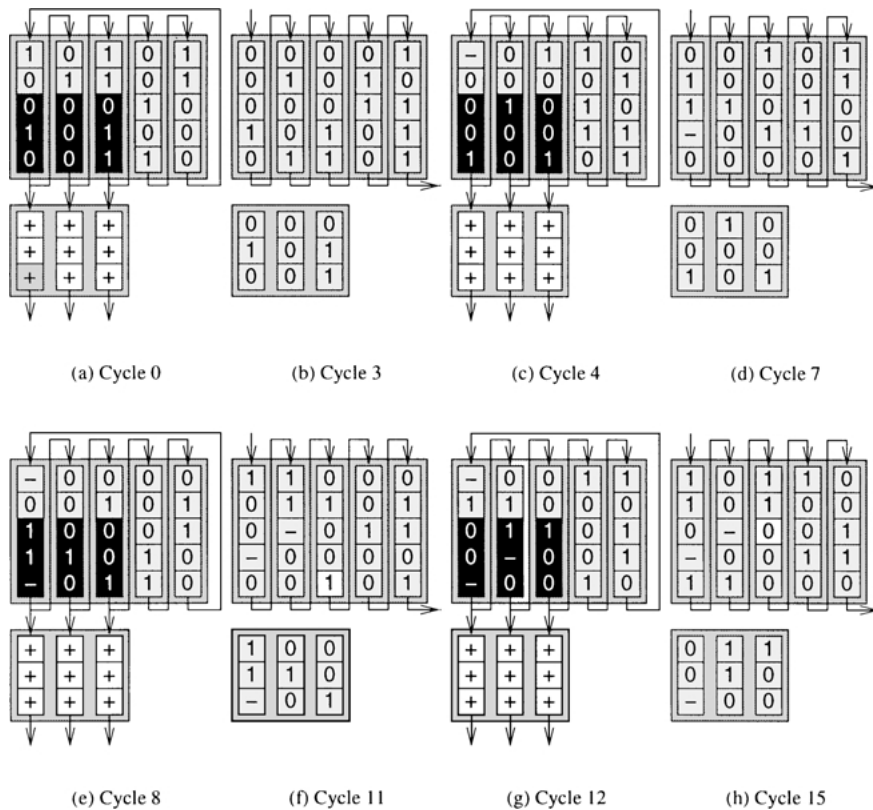 1 0 1 0 1 0 0 0 0 1 – 0 1 1 0 0 0 1 0 1
0 1 1 0 1 0 1 0 1 0 0 0 0 0 1 1 0 0 1 1
0 0 0 1 0 0 0 0 1 1 0 1 0 1 0 1 1 0 1 0
1 0 1 0 0 1 0 0 0 1 0 0 0 1 1 – 0 1 0 0
0 0 1 1 0 0 1 1 1 1 1 0 1 0 1 0 0 1 1 1
+ + + 0 0 0 + + + 0 1 0
+ + + 1 0 1 + + + 0 0 0
+ + + 0 0 1 + + + 1 0 1
(a) Cycle 0 (b) Cycle 3 (c) Cycle 4 (d) Cycle 7
– 0 0 0 0 1 1 0 0 0 – 0 0 1 1 1 0 1 1 0
0 0 1 0 1 0 1 0 0 1 1 1 0 0 0 1 0 1 0 0
1 0 0 0 1 0 – 0 1 1 0 1 1 0 1 0 – 0 0 1
1 1 0 1 0 – 0 0 0 0 0 – 0 0 1 – 0 0 1 1
– 0 1 1 0 0 0 1 0 1 – 0 0 1 0 1 1 0 0 0
+ + + 1 0 0 + + + 0 1 1
+ + + 1 1 0 + + + 0 1 0
+ + + – 0 1 + + + – 0 0
(e) Cycle 8 (f) Cycle 11 (g) Cycle 12 (h) Cycle 15